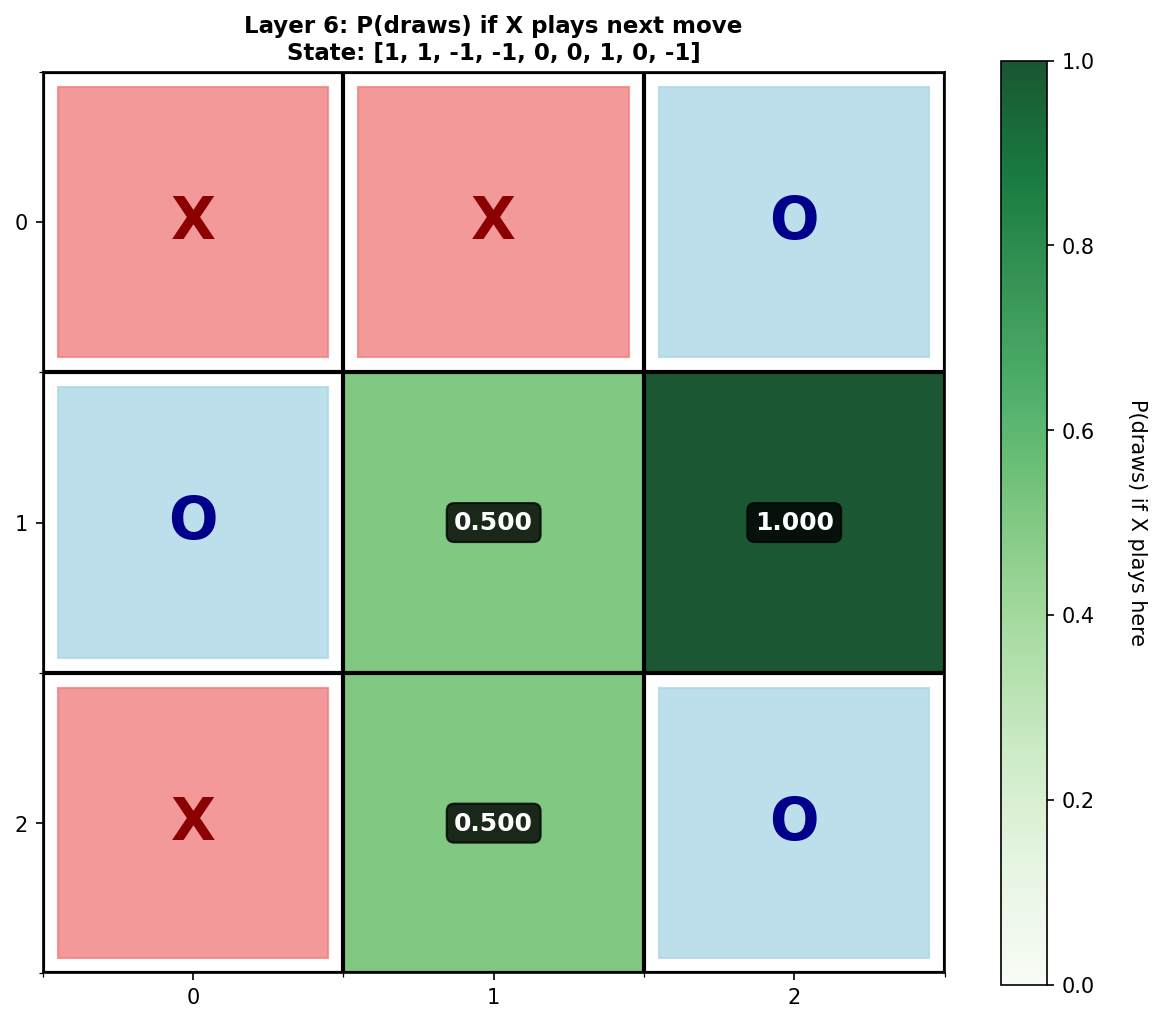 Layer 6: P(draws) if X plays next move
State: [1, 1, -1, -1, 0, 0, 1, 0, -1]
X X O
O 0.500 1.000
X 0.500 O
0
1
2
0 1 2
1.0
0.8
0.6
0.4
0.2
0.0
P(draws) if X plays here